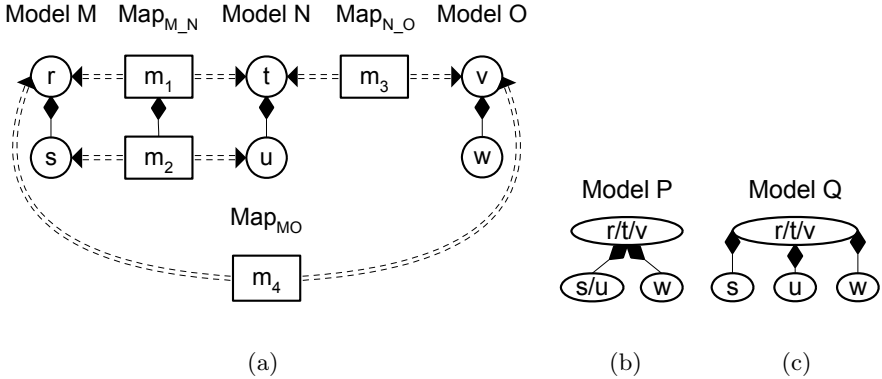 Model M Map_M_N Model N Map_N_O Model O
r m₁ t m₃ v
s m₂ u w
Map_MO
m₄
Model P Model Q
r/t/v r/t/v
s/u w s u w
(a) (b) (c)